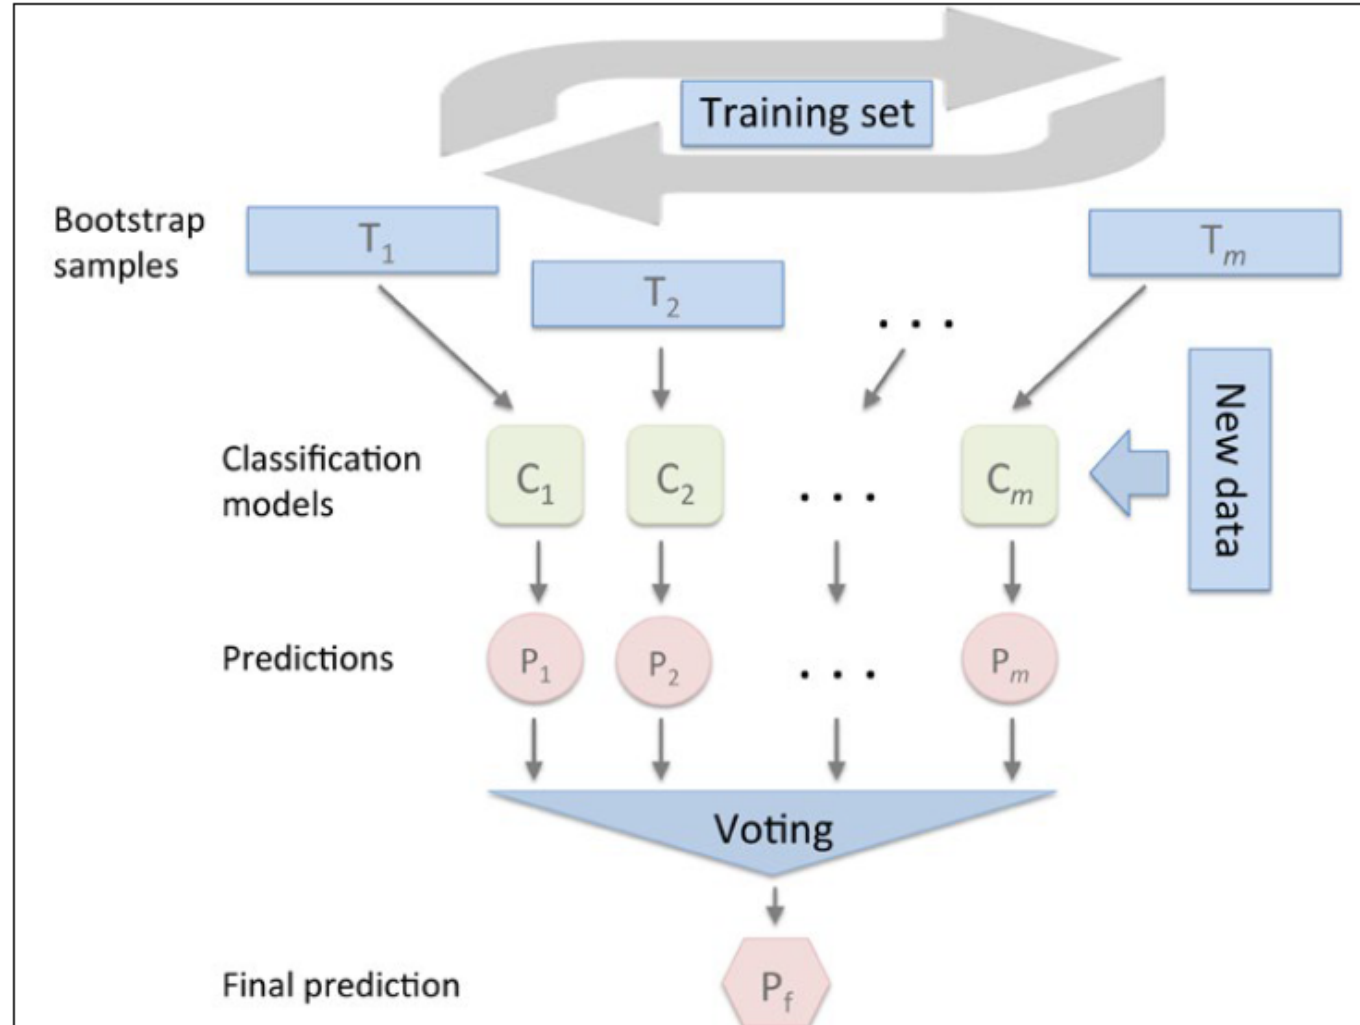 Training set
Bootstrap
samples
T1
T2
. . .
Tm
New data
Classification
models
C1
C2
. . .
Cm
Predictions
P1
P2
. . .
Pm
Voting
Final prediction
Pf